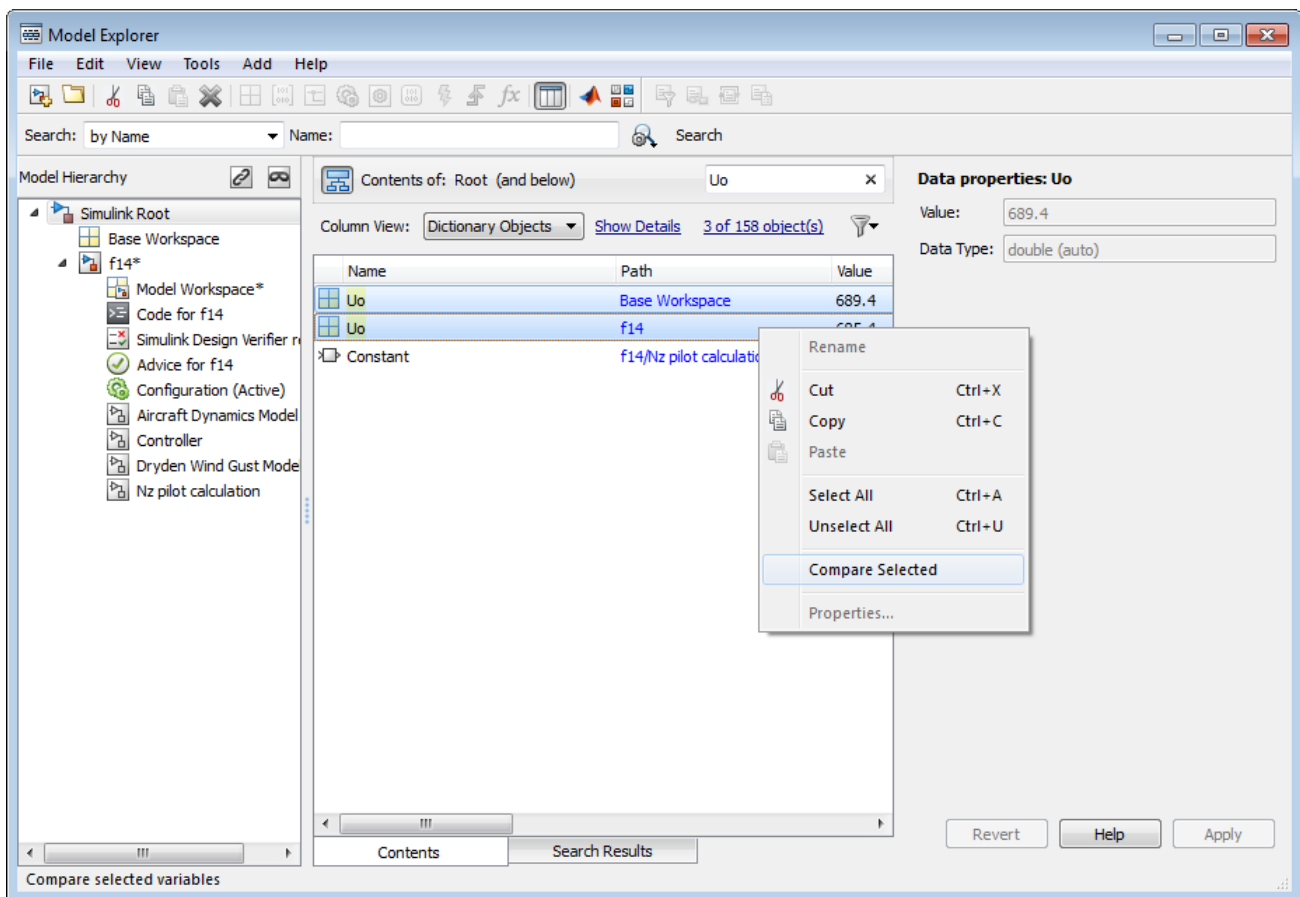 Model Explorer
File Edit View Tools Add Help
fx
Search: by Name Name: Search
Model Hierarchy
Simulink Root
Base Workspace
f14*
Model Workspace*
Code for f14
Simulink Design Verifier
Advice for f14
Configuration (Active)
Aircraft Dynamics Model
Controller
Dryden Wind Gust Mode
Nz pilot calculation
Contents of: Root (and below) Uo
Column View: Dictionary Objects Show Details 3 of 158 object(s)
Name Path Value
Uo Base Workspace 689.4
Uo f14
Constant f14/Nz pilot calculatio
Rename
Cut Ctrl+X
Copy Ctrl+C
Paste
Select All Ctrl+A
Unselect All Ctrl+U
Compare Selected
Properties...
Contents Search Results
Data properties: Uo
Value: 689.4
Data Type: double (auto)
Revert Help Apply
Compare selected variables